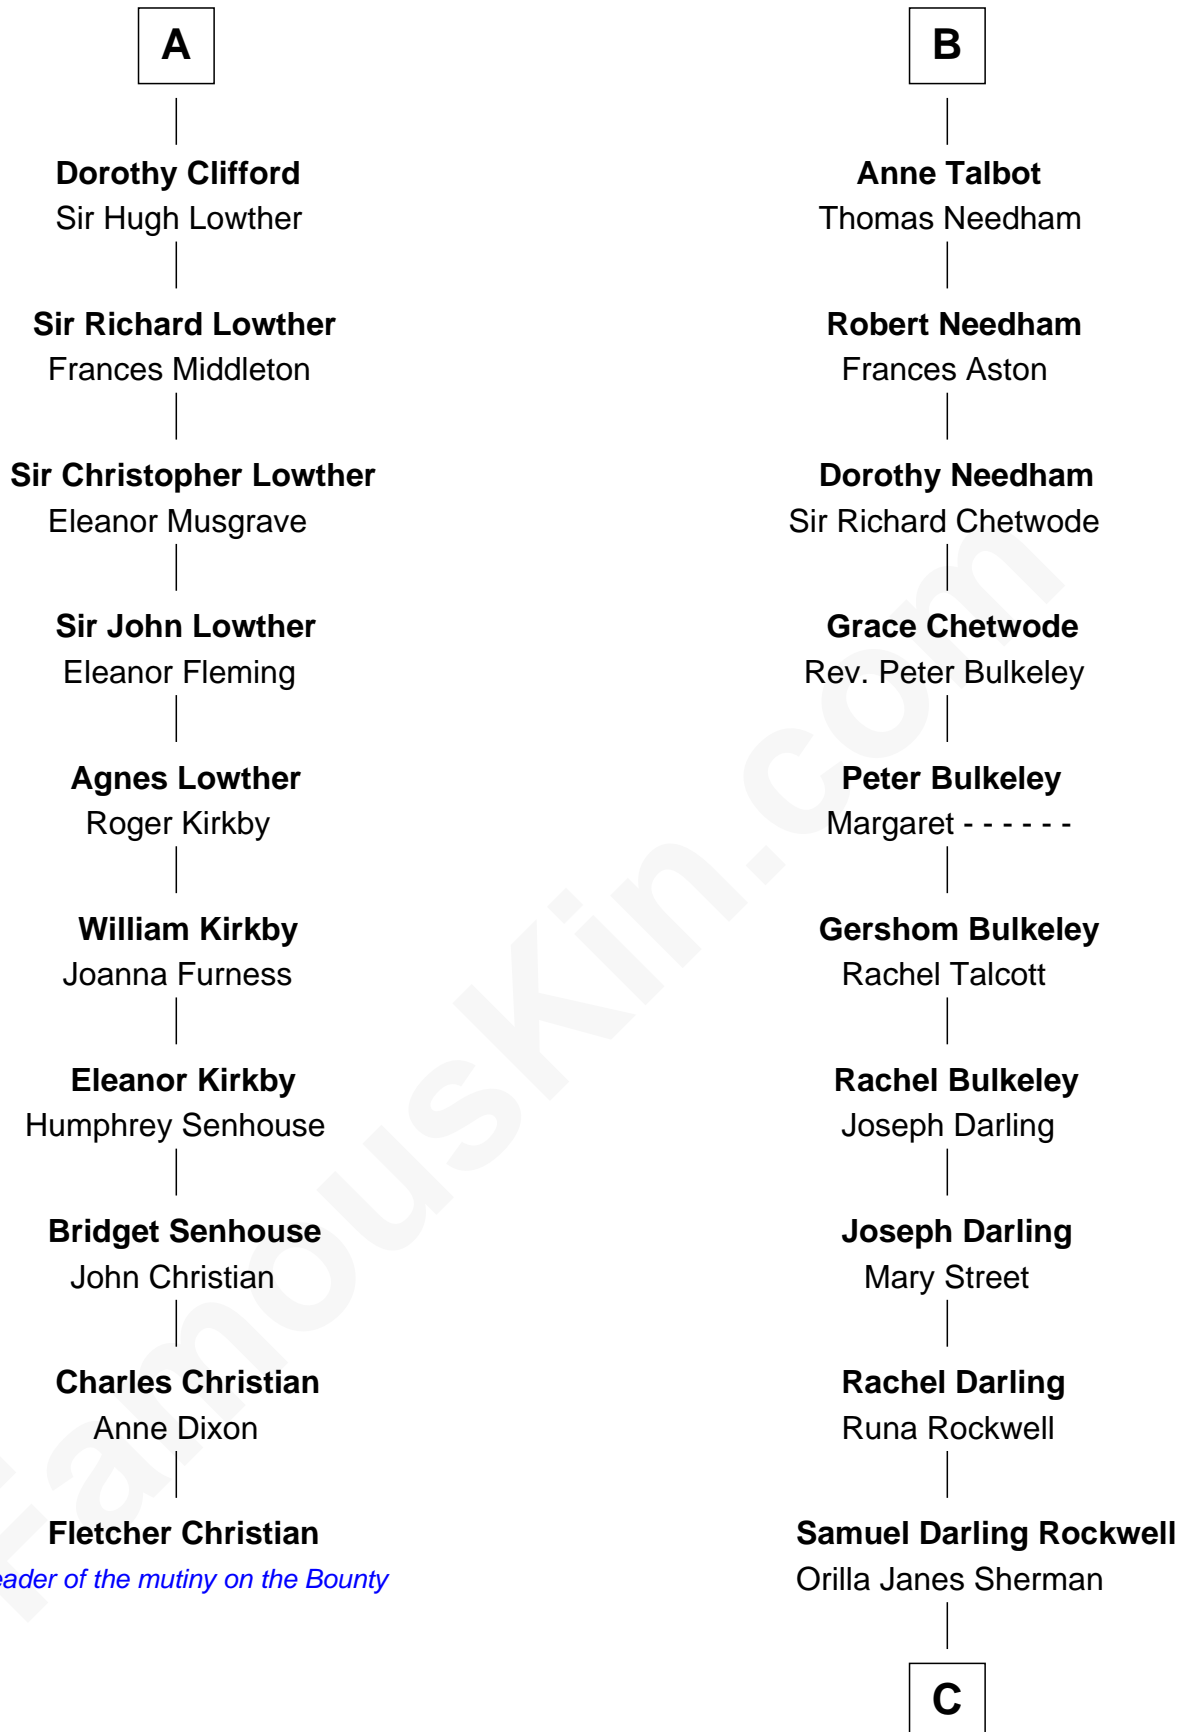 A
Dorothy Clifford
Sir Hugh Lowther
Sir Richard Lowther
Frances Middleton
Sir Christopher Lowther
Eleanor Musgrave
Sir John Lowther
Eleanor Fleming
Agnes Lowther
Roger Kirkby
William Kirkby
Joanna Furness
Eleanor Kirkby
Humphrey Senhouse
Bridget Senhouse
John Christian
Charles Christian
Anne Dixon
Fletcher Christian
eader of the mutiny on the Bounty
B
Anne Talbot
Thomas Needham
Robert Needham
Frances Aston
Dorothy Needham
Sir Richard Chetwode
Grace Chetwode
Rev. Peter Bulkeley
Peter Bulkeley
Margaret - - - - - -
Gershom Bulkeley
Rachel Talcott
Rachel Bulkeley
Joseph Darling
Joseph Darling
Mary Street
Rachel Darling
Runa Rockwell
Samuel Darling Rockwell
Orilla Janes Sherman
C
FamousKin.com